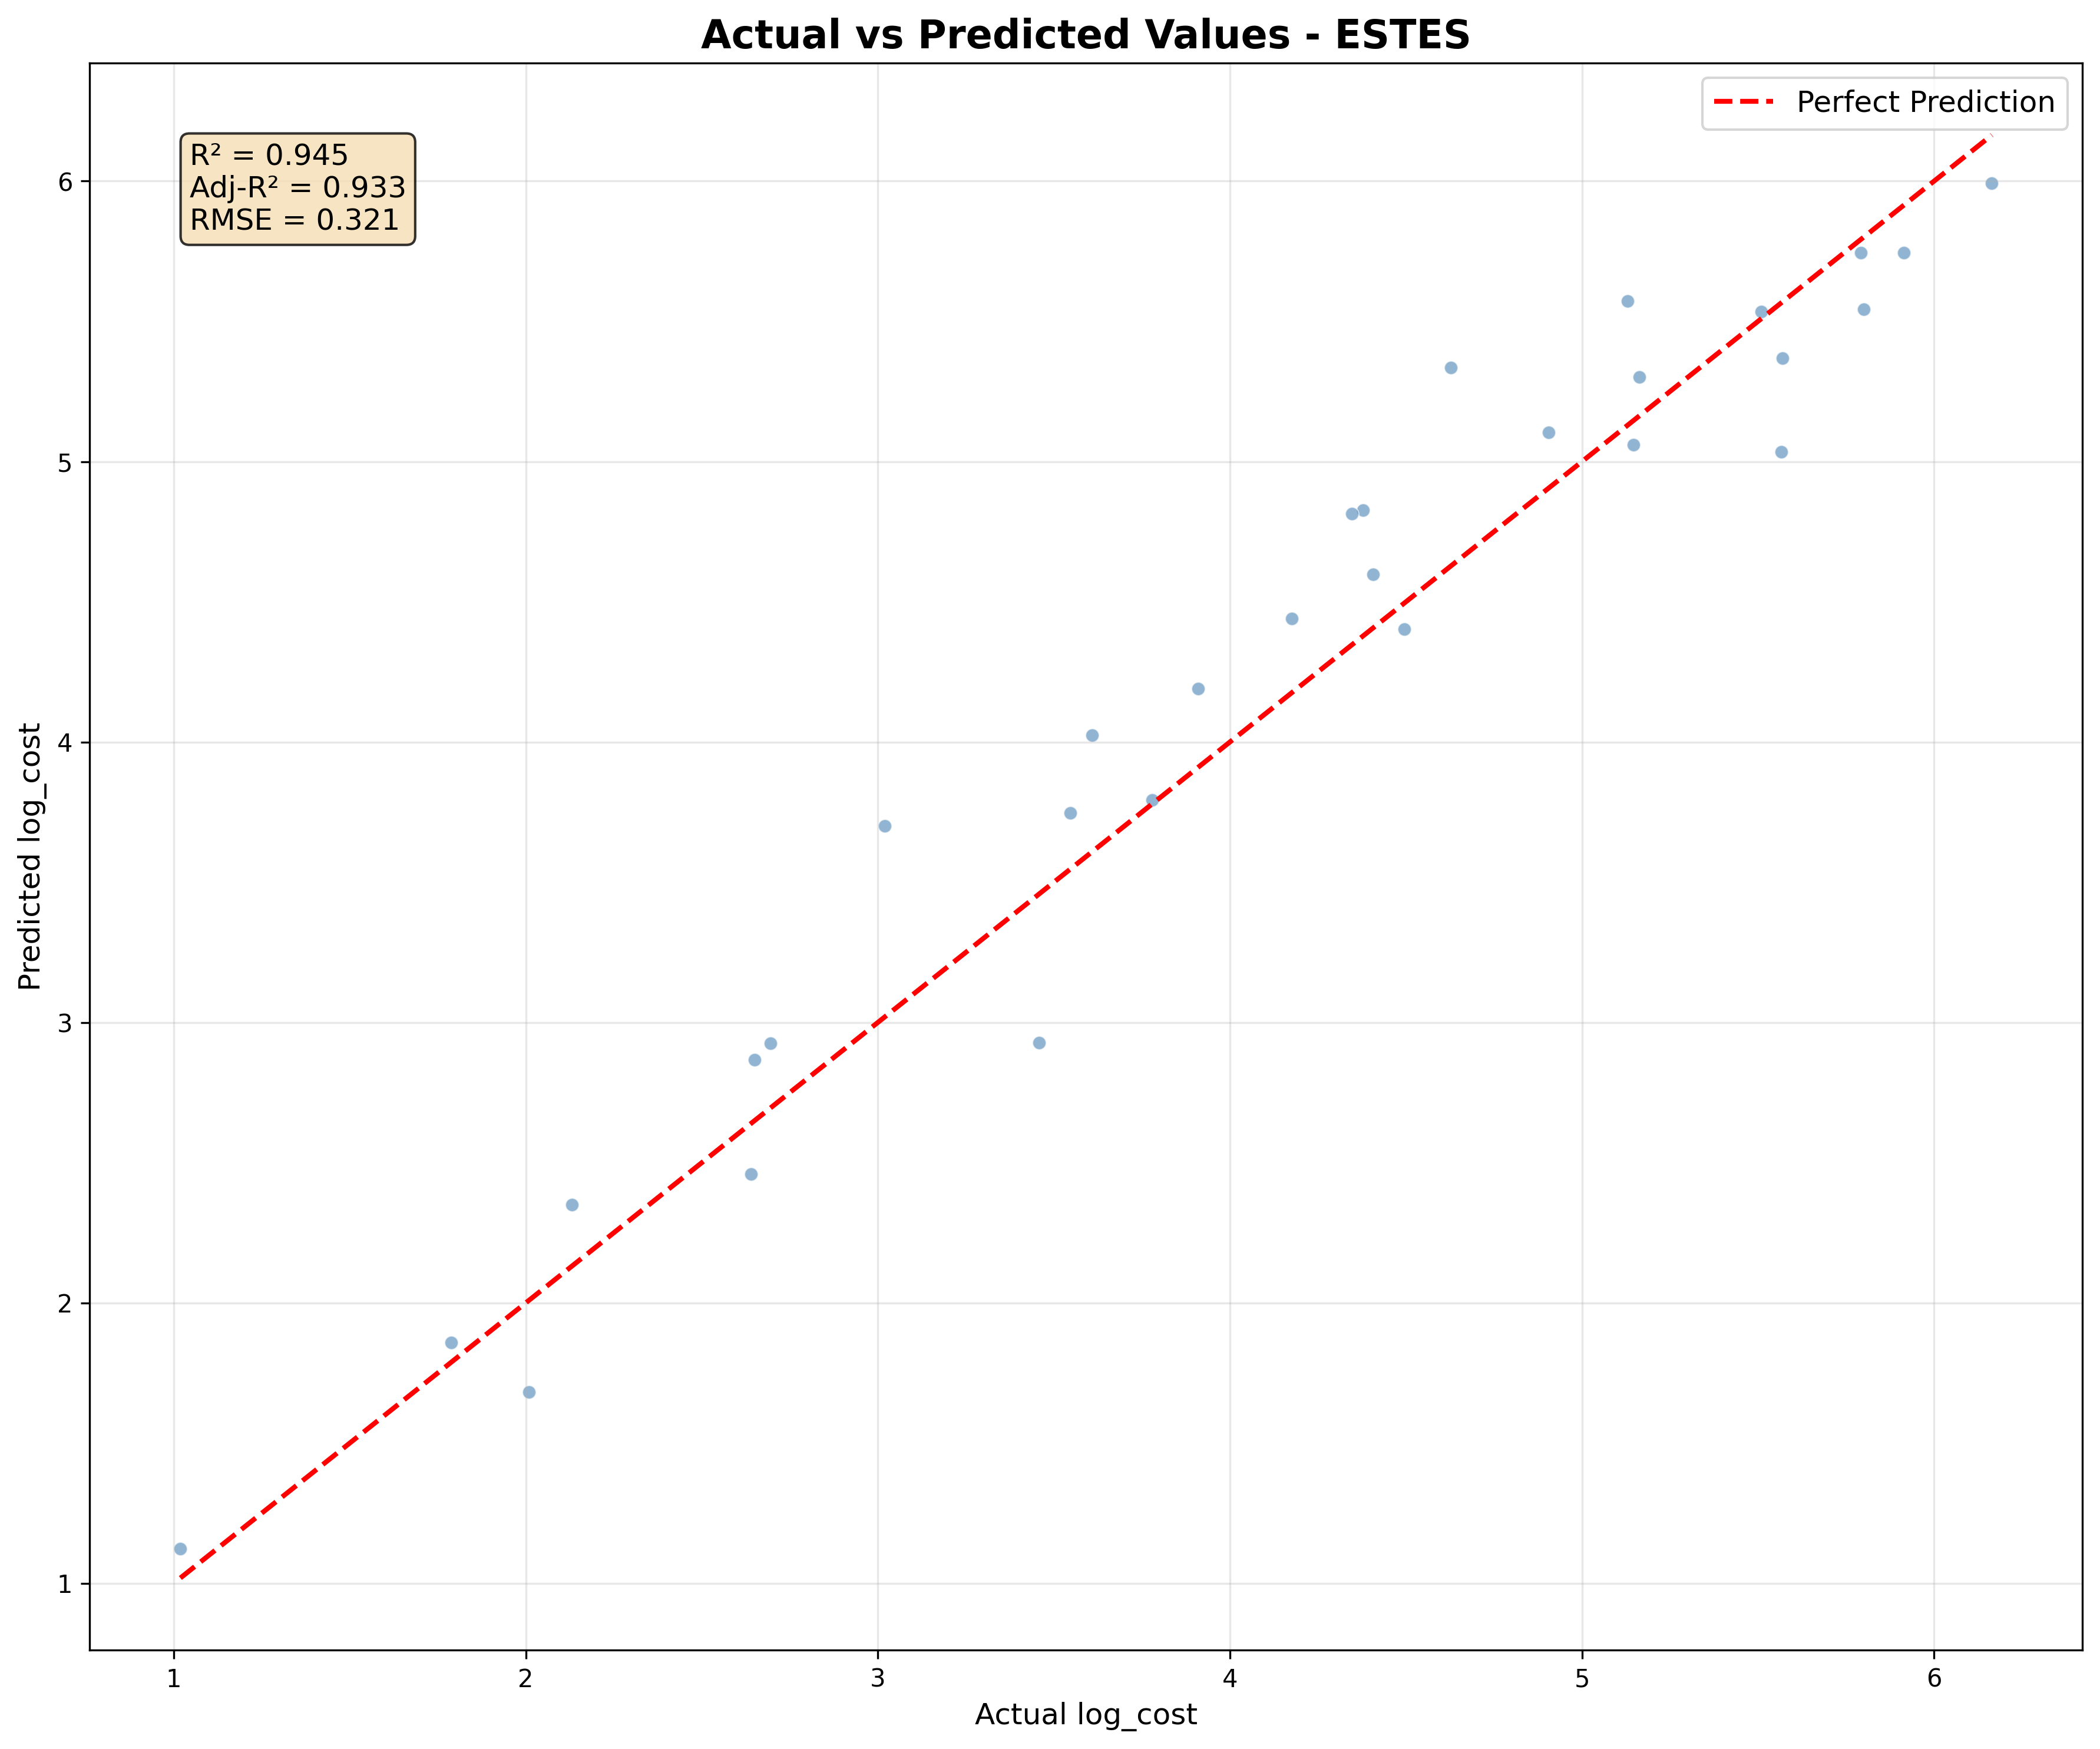 Actual vs Predicted Values - ESTES
Perfect Prediction
R² = 0.945
Adj-R² = 0.933
RMSE = 0.321
Predicted log_cost
6
5
4
3
2
1
1 2 3 4 5 6
Actual log_cost